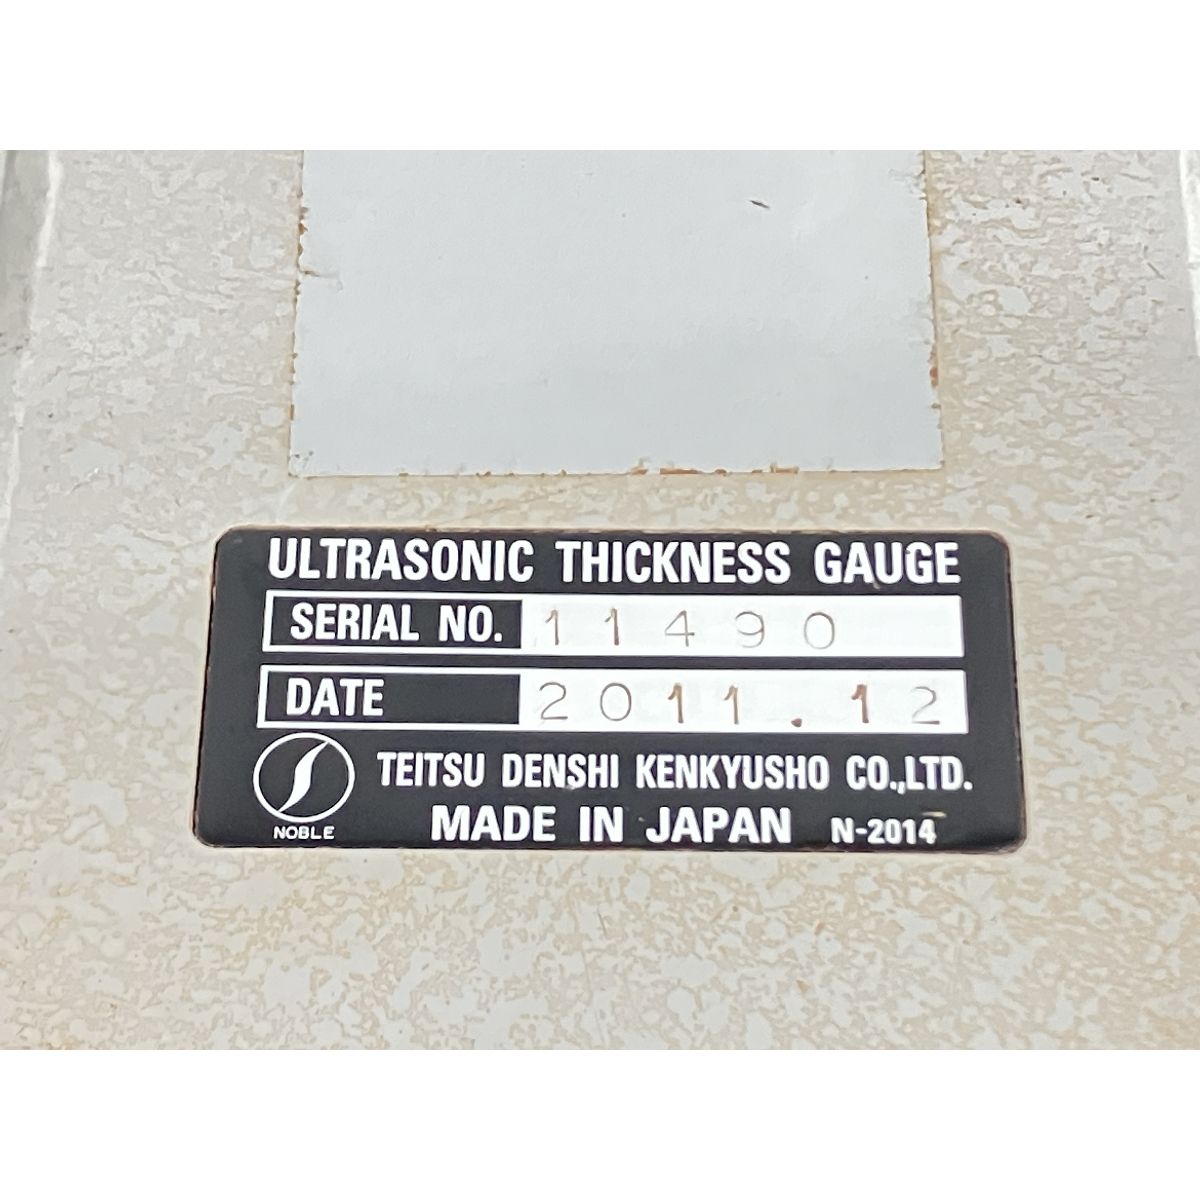 ULTRASONIC THICKNESS GAUGE
SERIAL NO. 11490
DATE 2011.12
TEITSU DENSHI KENKYUSHO CO.,LTD.
NOBLE
MADE IN JAPAN N-2014